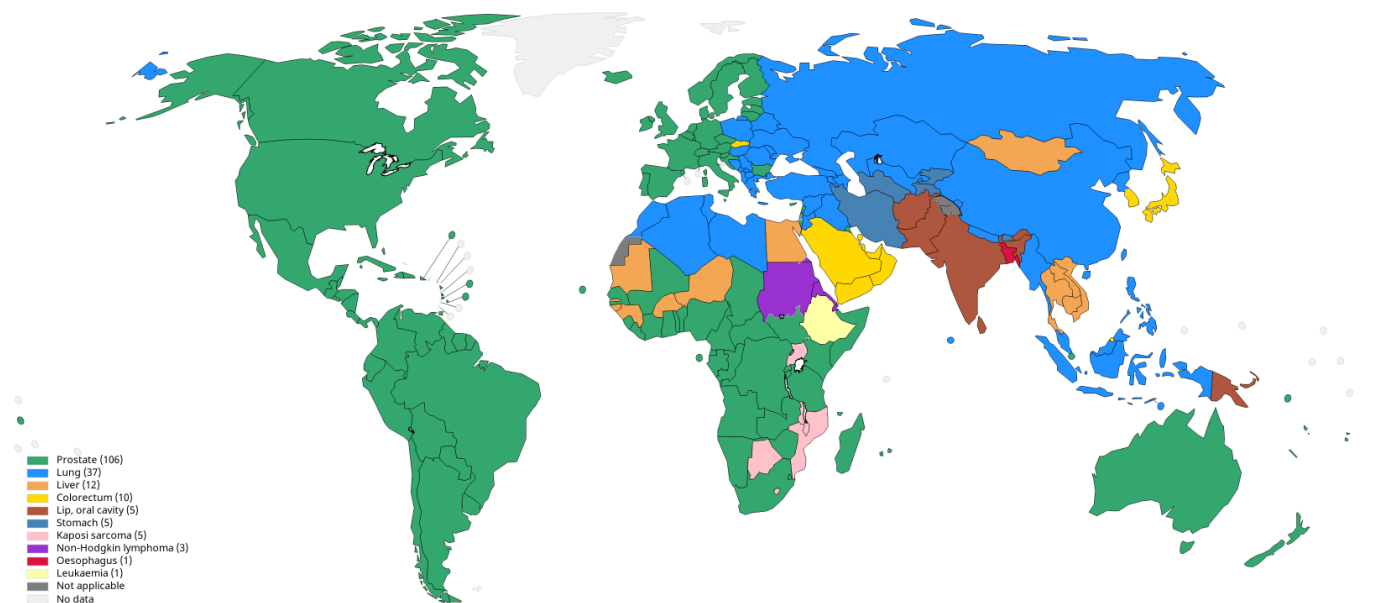 Prostate (106)
Lung (37)
Liver (12)
Colorectum (10)
Lip, oral cavity (5)
Stomach (5)
Kaposi sarcoma (5)
Non-Hodgkin lymphoma (3)
Oesophagus (1)
Leukaemia (1)
Not applicable
No data